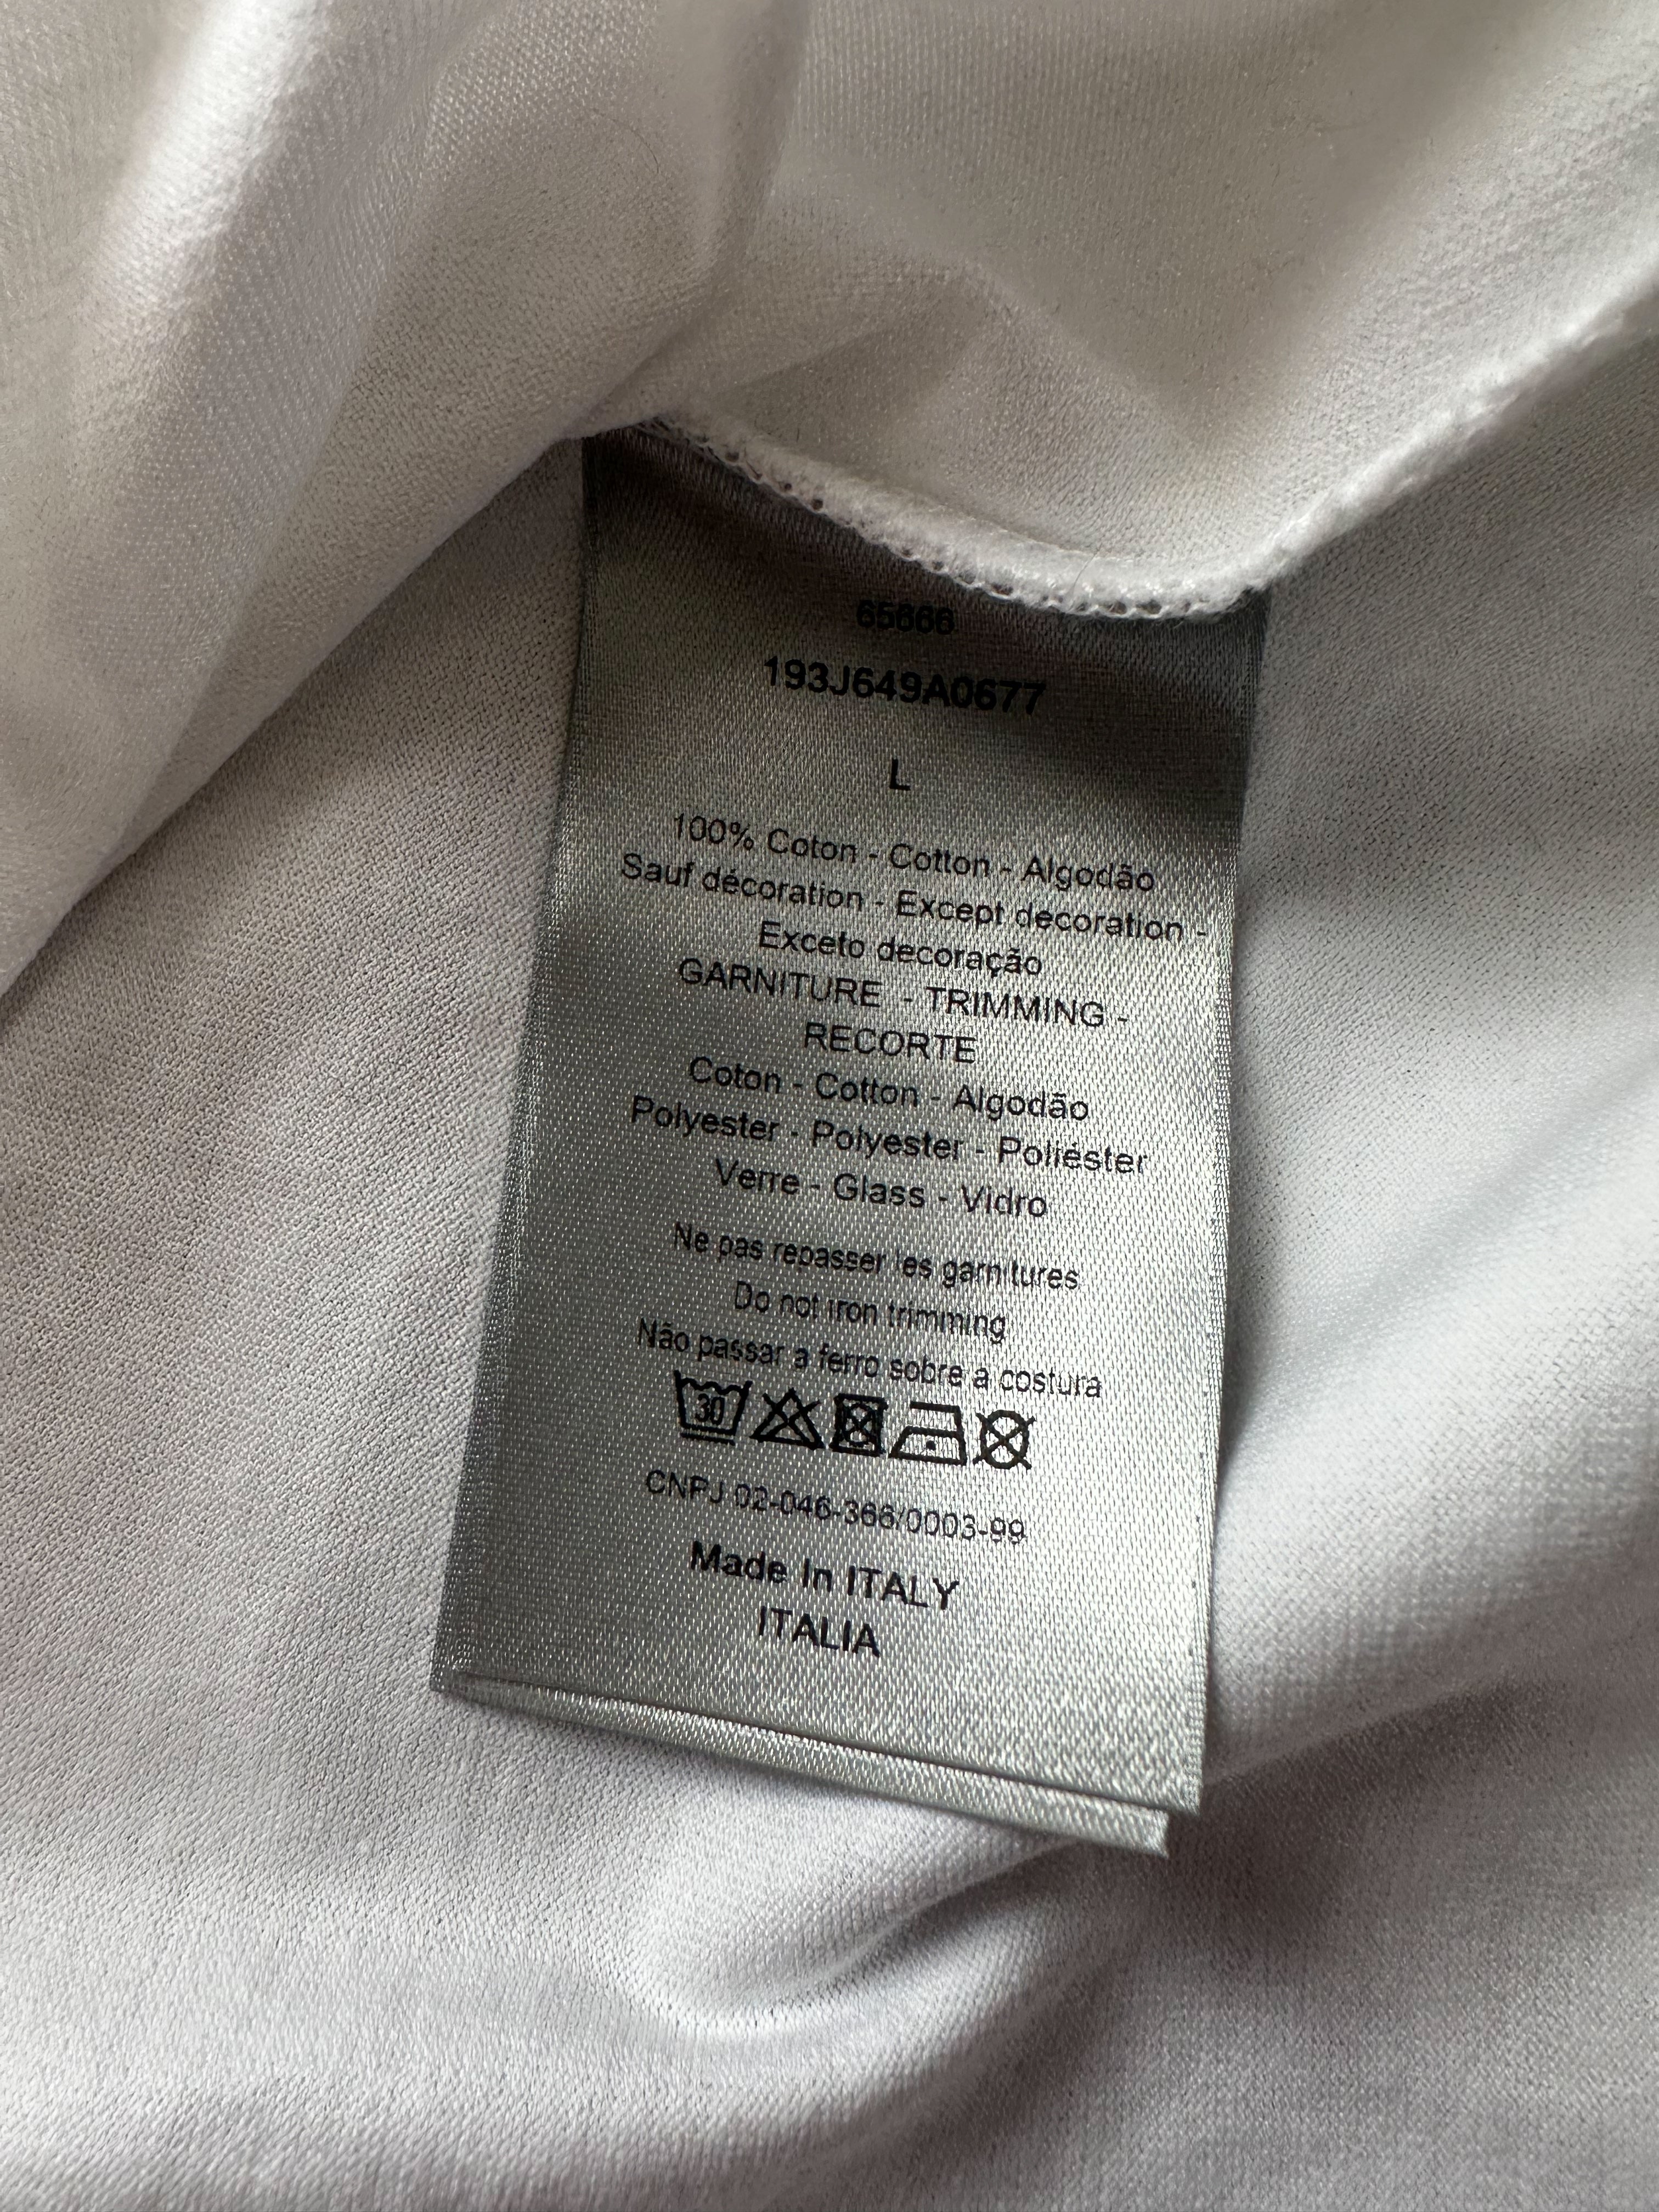 65666
193J649A0677
L
100% Coton - Cotton - Algodão
Sauf décoration - Except decoration -
Exceto decoração
GARNITURE - TRIMMING -
RECORTE
Coton - Cotton - Algodão
Polyester - Polyester - Poliéster
Verre - Glass - Vidro
Ne pas repasser les garnitures
Do not iron trimming
Não passar a ferro sobre a costura
30
CNPJ 02-046-366/0003-99
Made In ITALY
ITALIA